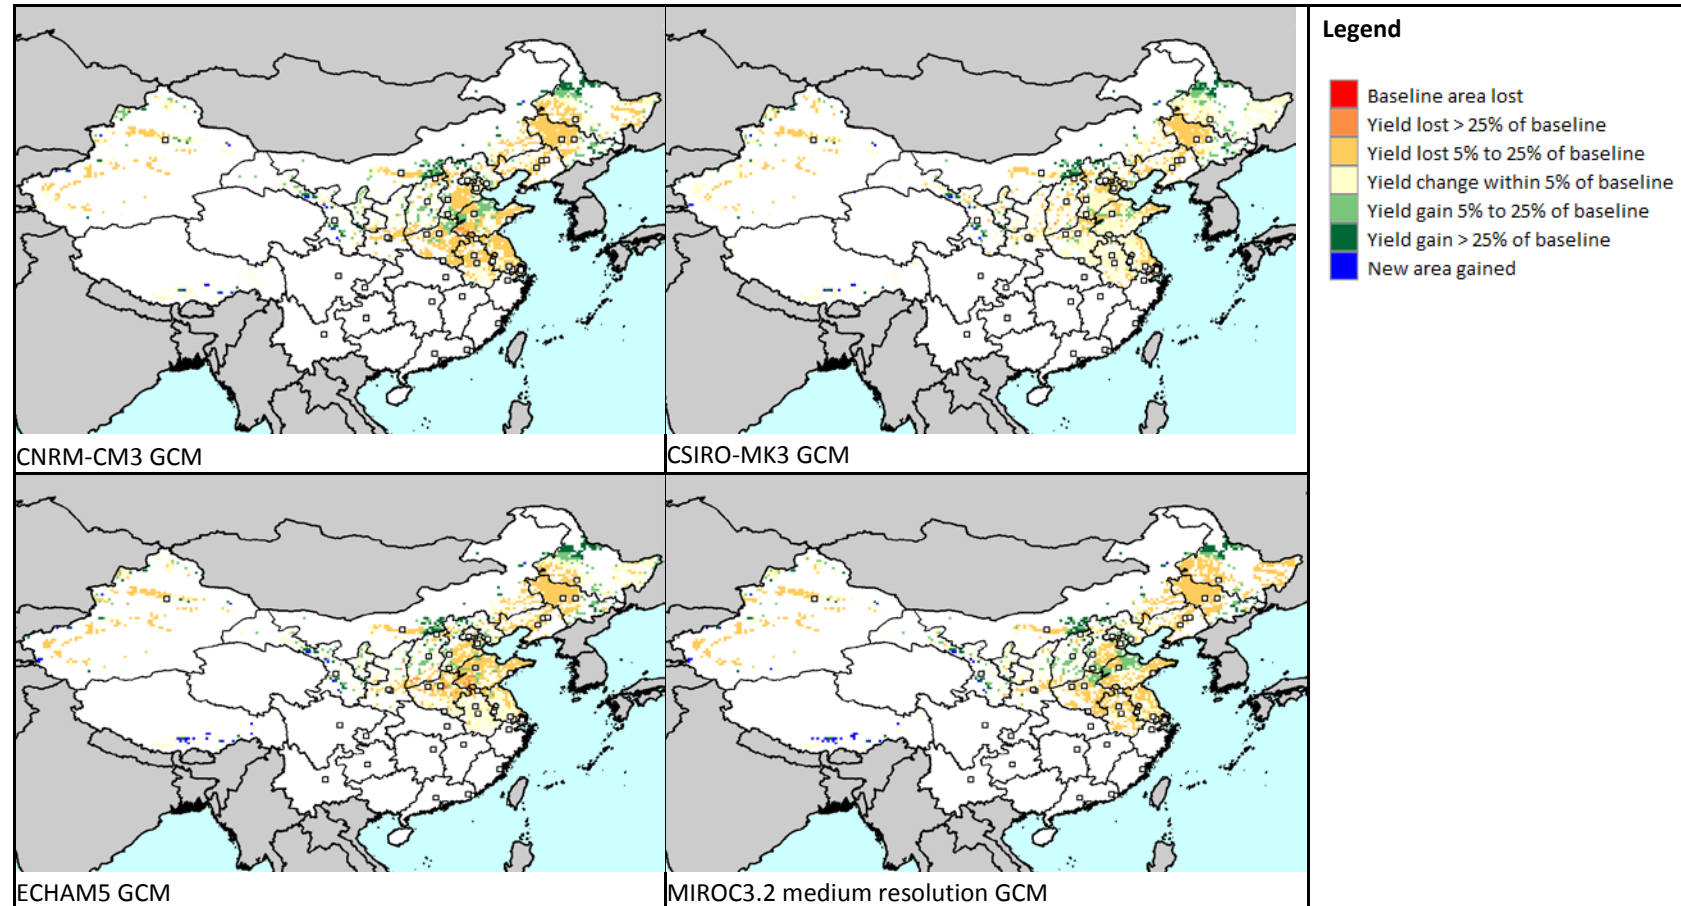 Legend
Baseline area lost
Yield lost > 25% of baseline
Yield lost 5% to 25% of baseline
Yield change within 5% of baseline
Yield gain 5% to 25% of baseline
Yield gain > 25% of baseline
New area gained
CNRM-CM3 GCM
CSIRO-MK3 GCM
ECHAM5 GCM
MIROC3.2 medium resolution GCM